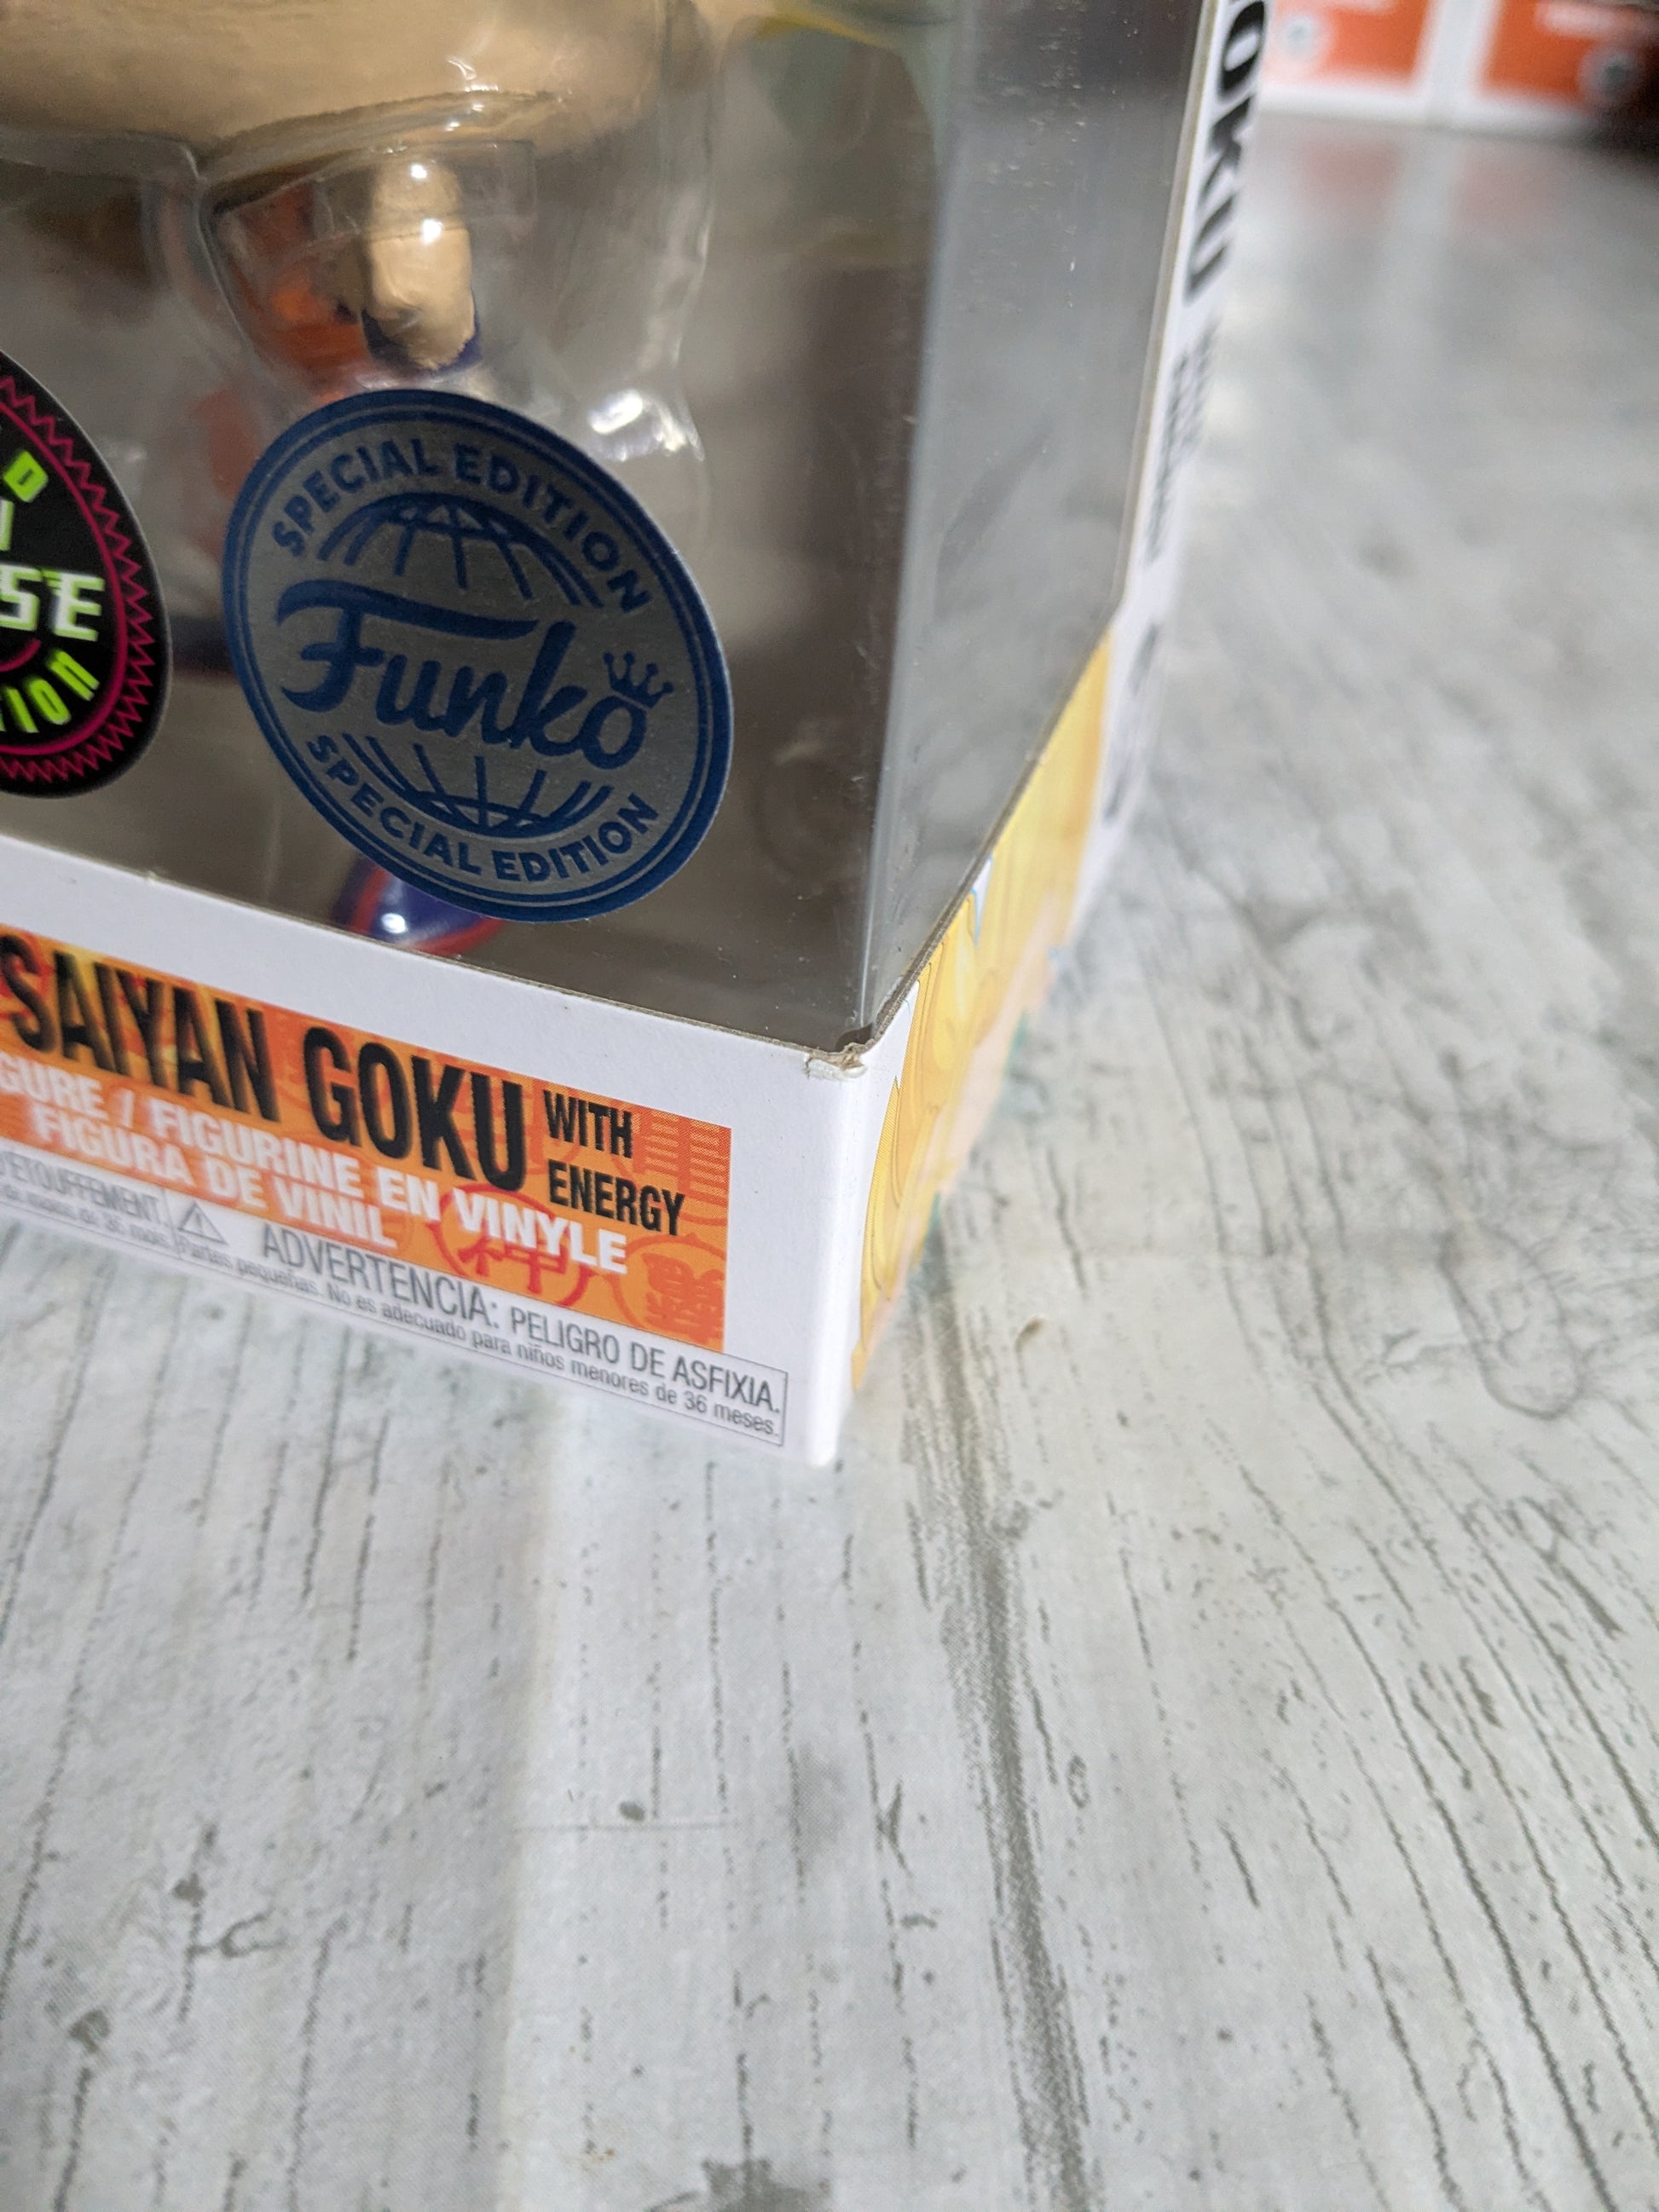 OKU
SPECIAL EDITION
Funko
SPECIAL EDITION
SAIYAN GOKU WITH ENERGY
/ FIGURINE EN VINYLE
FIGURA DE VINIL
ADVERTENCIA: PELIGRO DE ASFIXIA.
Partes pequeñas. No es adecuado para niños menores de 36 meses.